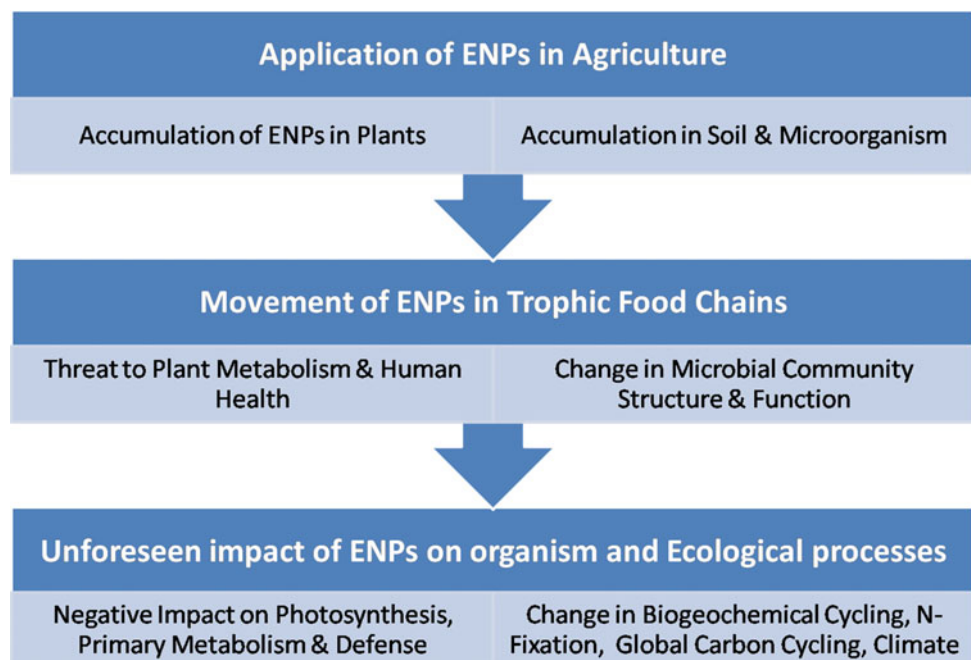 Application of ENPs in Agriculture
Accumulation of ENPs in Plants
Accumulation in Soil & Microorganism
Movement of ENPs in Trophic Food Chains
Threat to Plant Metabolism & Human
Health
Change in Microbial Community
Structure & Function
Unforeseen impact of ENPs on organism and Ecological processes
Negative Impact on Photosynthesis,
Primary Metabolism & Defense
Change in Biogeochemical Cycling, N-
Fixation, Global Carbon Cycling, Climate